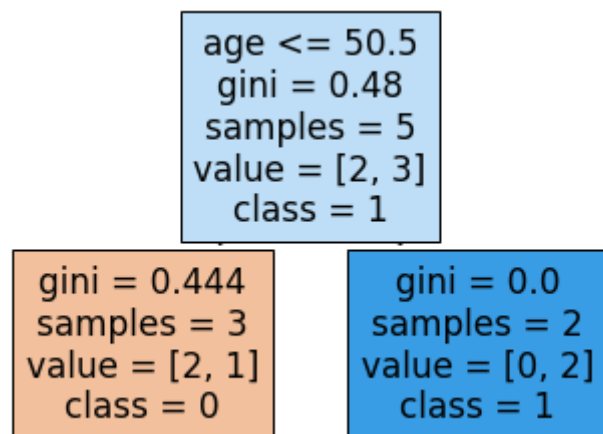 age <= 50.5
gini = 0.48
samples = 5
value = [2, 3]
class = 1
gini = 0.444
samples = 3
value = [2, 1]
class = 0
gini = 0.0
samples = 2
value = [0, 2]
class = 1